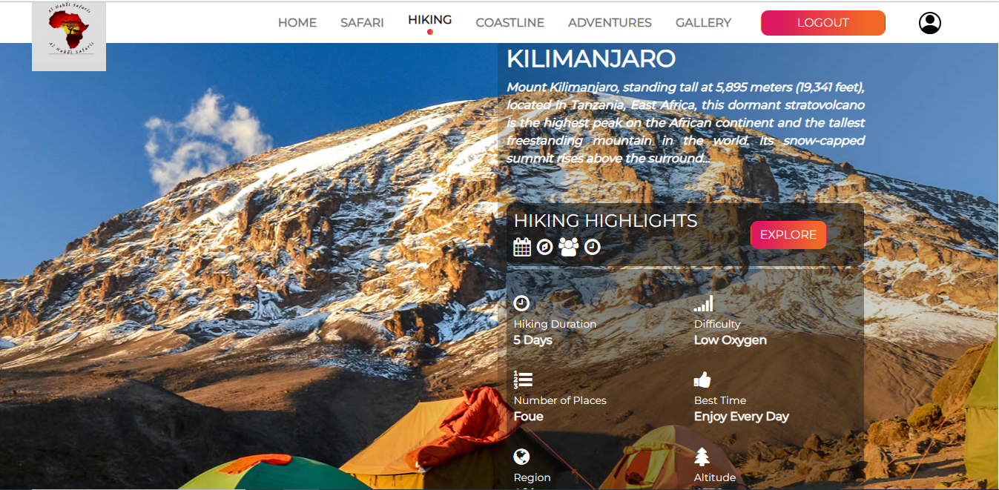 Al Nahdi Safaris
HOME SAFARI HIKING COASTLINE ADVENTURES GALLERY LOGOUT
Al Nahdi Safaris
KILIMANJARO
Mount Kilimanjaro, standing tall at 5,895 meters (19,341 feet),
located in Tanzania, East Africa, this dormant stratovolcano
is the highest peak on the African continent and the tallest
freestanding mountain in the world. Its snow-capped
summit rises above the surround...
HIKING HIGHLIGHTS
EXPLORE
Hiking Duration
5 Days
Difficulty
Low Oxygen
Number of Places
Foue
Best Time
Enjoy Every Day
Region
Altitude